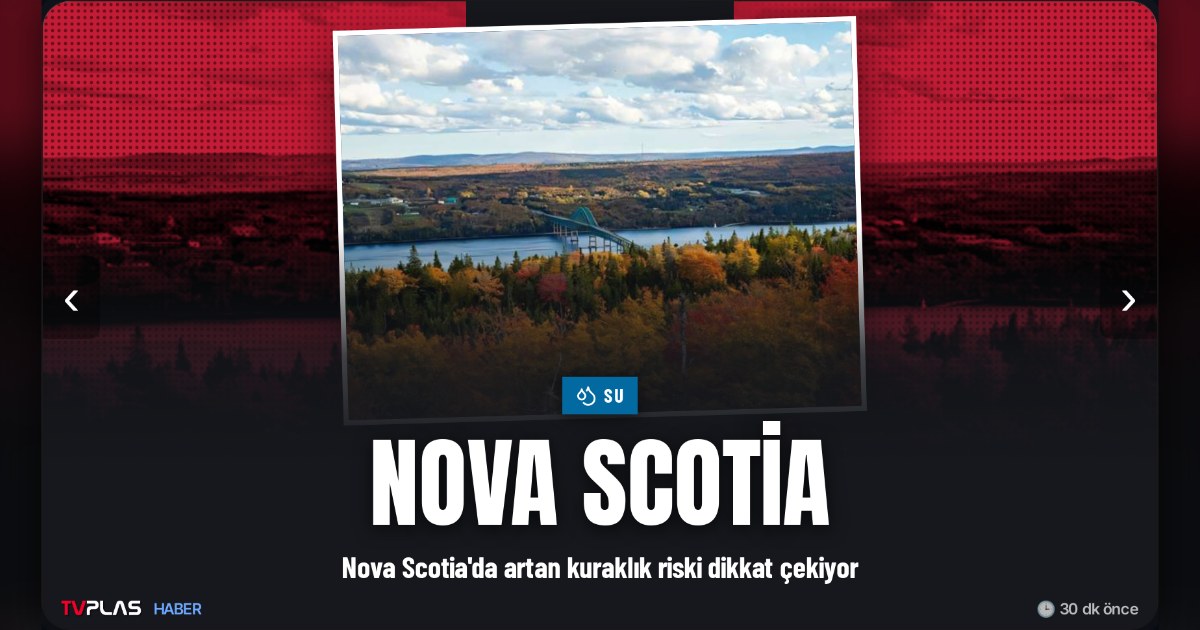 SU
NOVA SCOTİA
Nova Scotia'da artan kuraklık riski dikkat çekiyor
TVPLAS HABER
30 dk önce